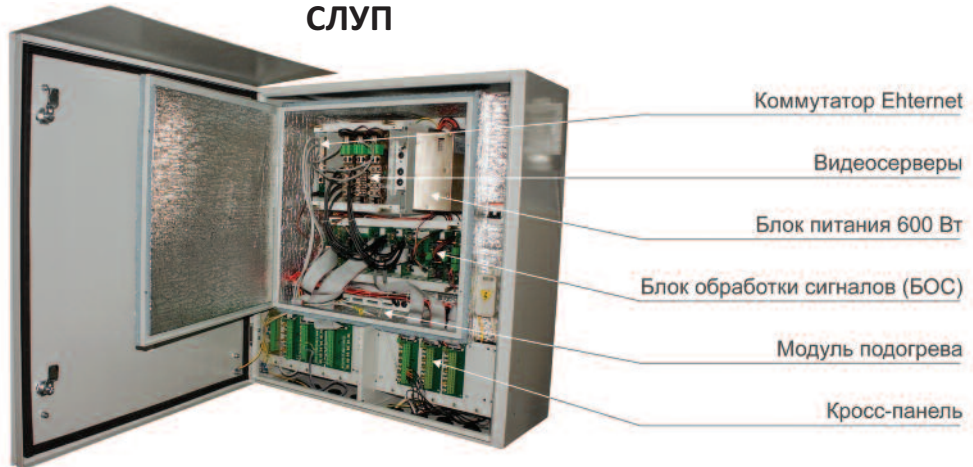 СЛУП
Коммутатор Ehternet
Видеосерверы
Блок питания 600 Вт
Блок обработки сигналов (БОС)
Модуль подогрева
Кросс-панель